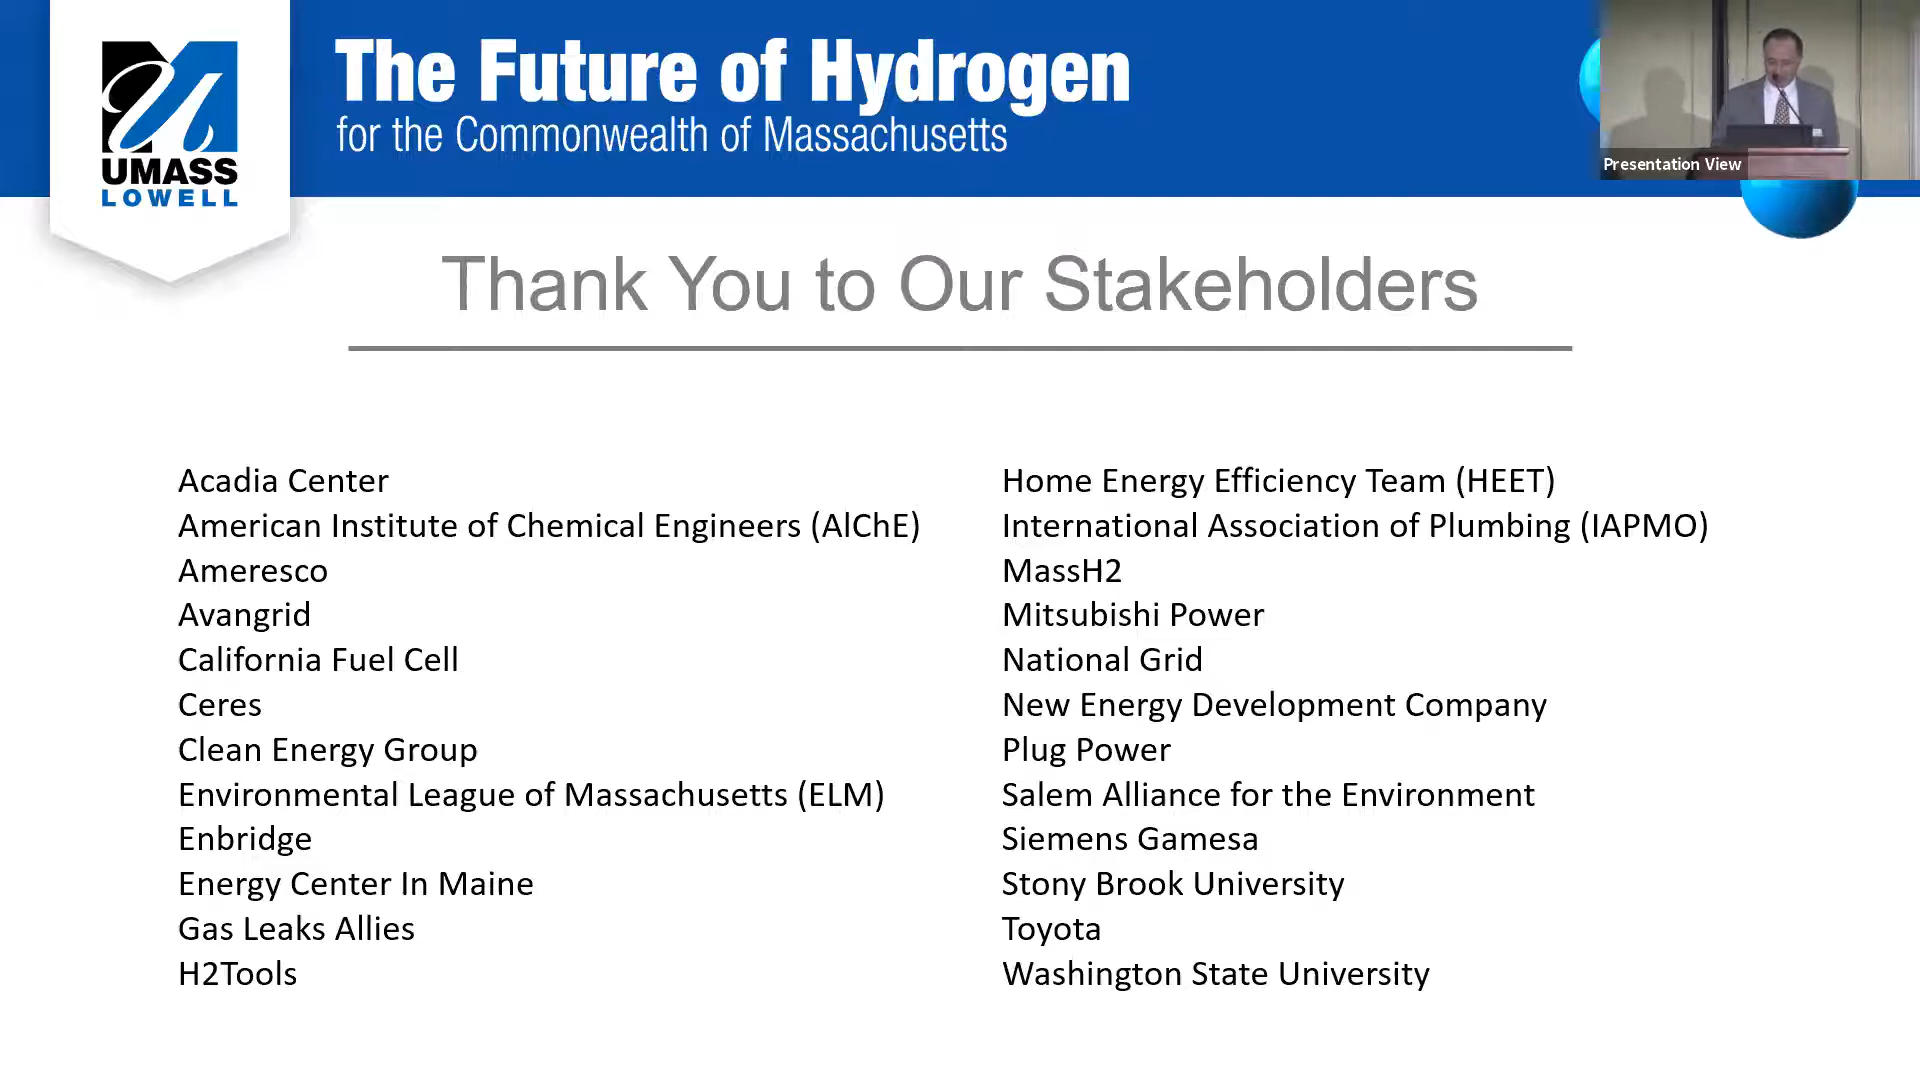 UMASS
LOWELL
The Future of Hydrogen
for the Commonwealth of Massachusetts
Presentation View
Thank You to Our Stakeholders
Acadia Center
American Institute of Chemical Engineers (AlChE)
Ameresco
Avangrid
California Fuel Cell
Ceres
Clean Energy Group
Environmental League of Massachusetts (ELM)
Enbridge
Energy Center In Maine
Gas Leaks Allies
H2Tools
Home Energy Efficiency Team (HEET)
International Association of Plumbing (IAPMO)
MassH2
Mitsubishi Power
National Grid
New Energy Development Company
Plug Power
Salem Alliance for the Environment
Siemens Gamesa
Stony Brook University
Toyota
Washington State University